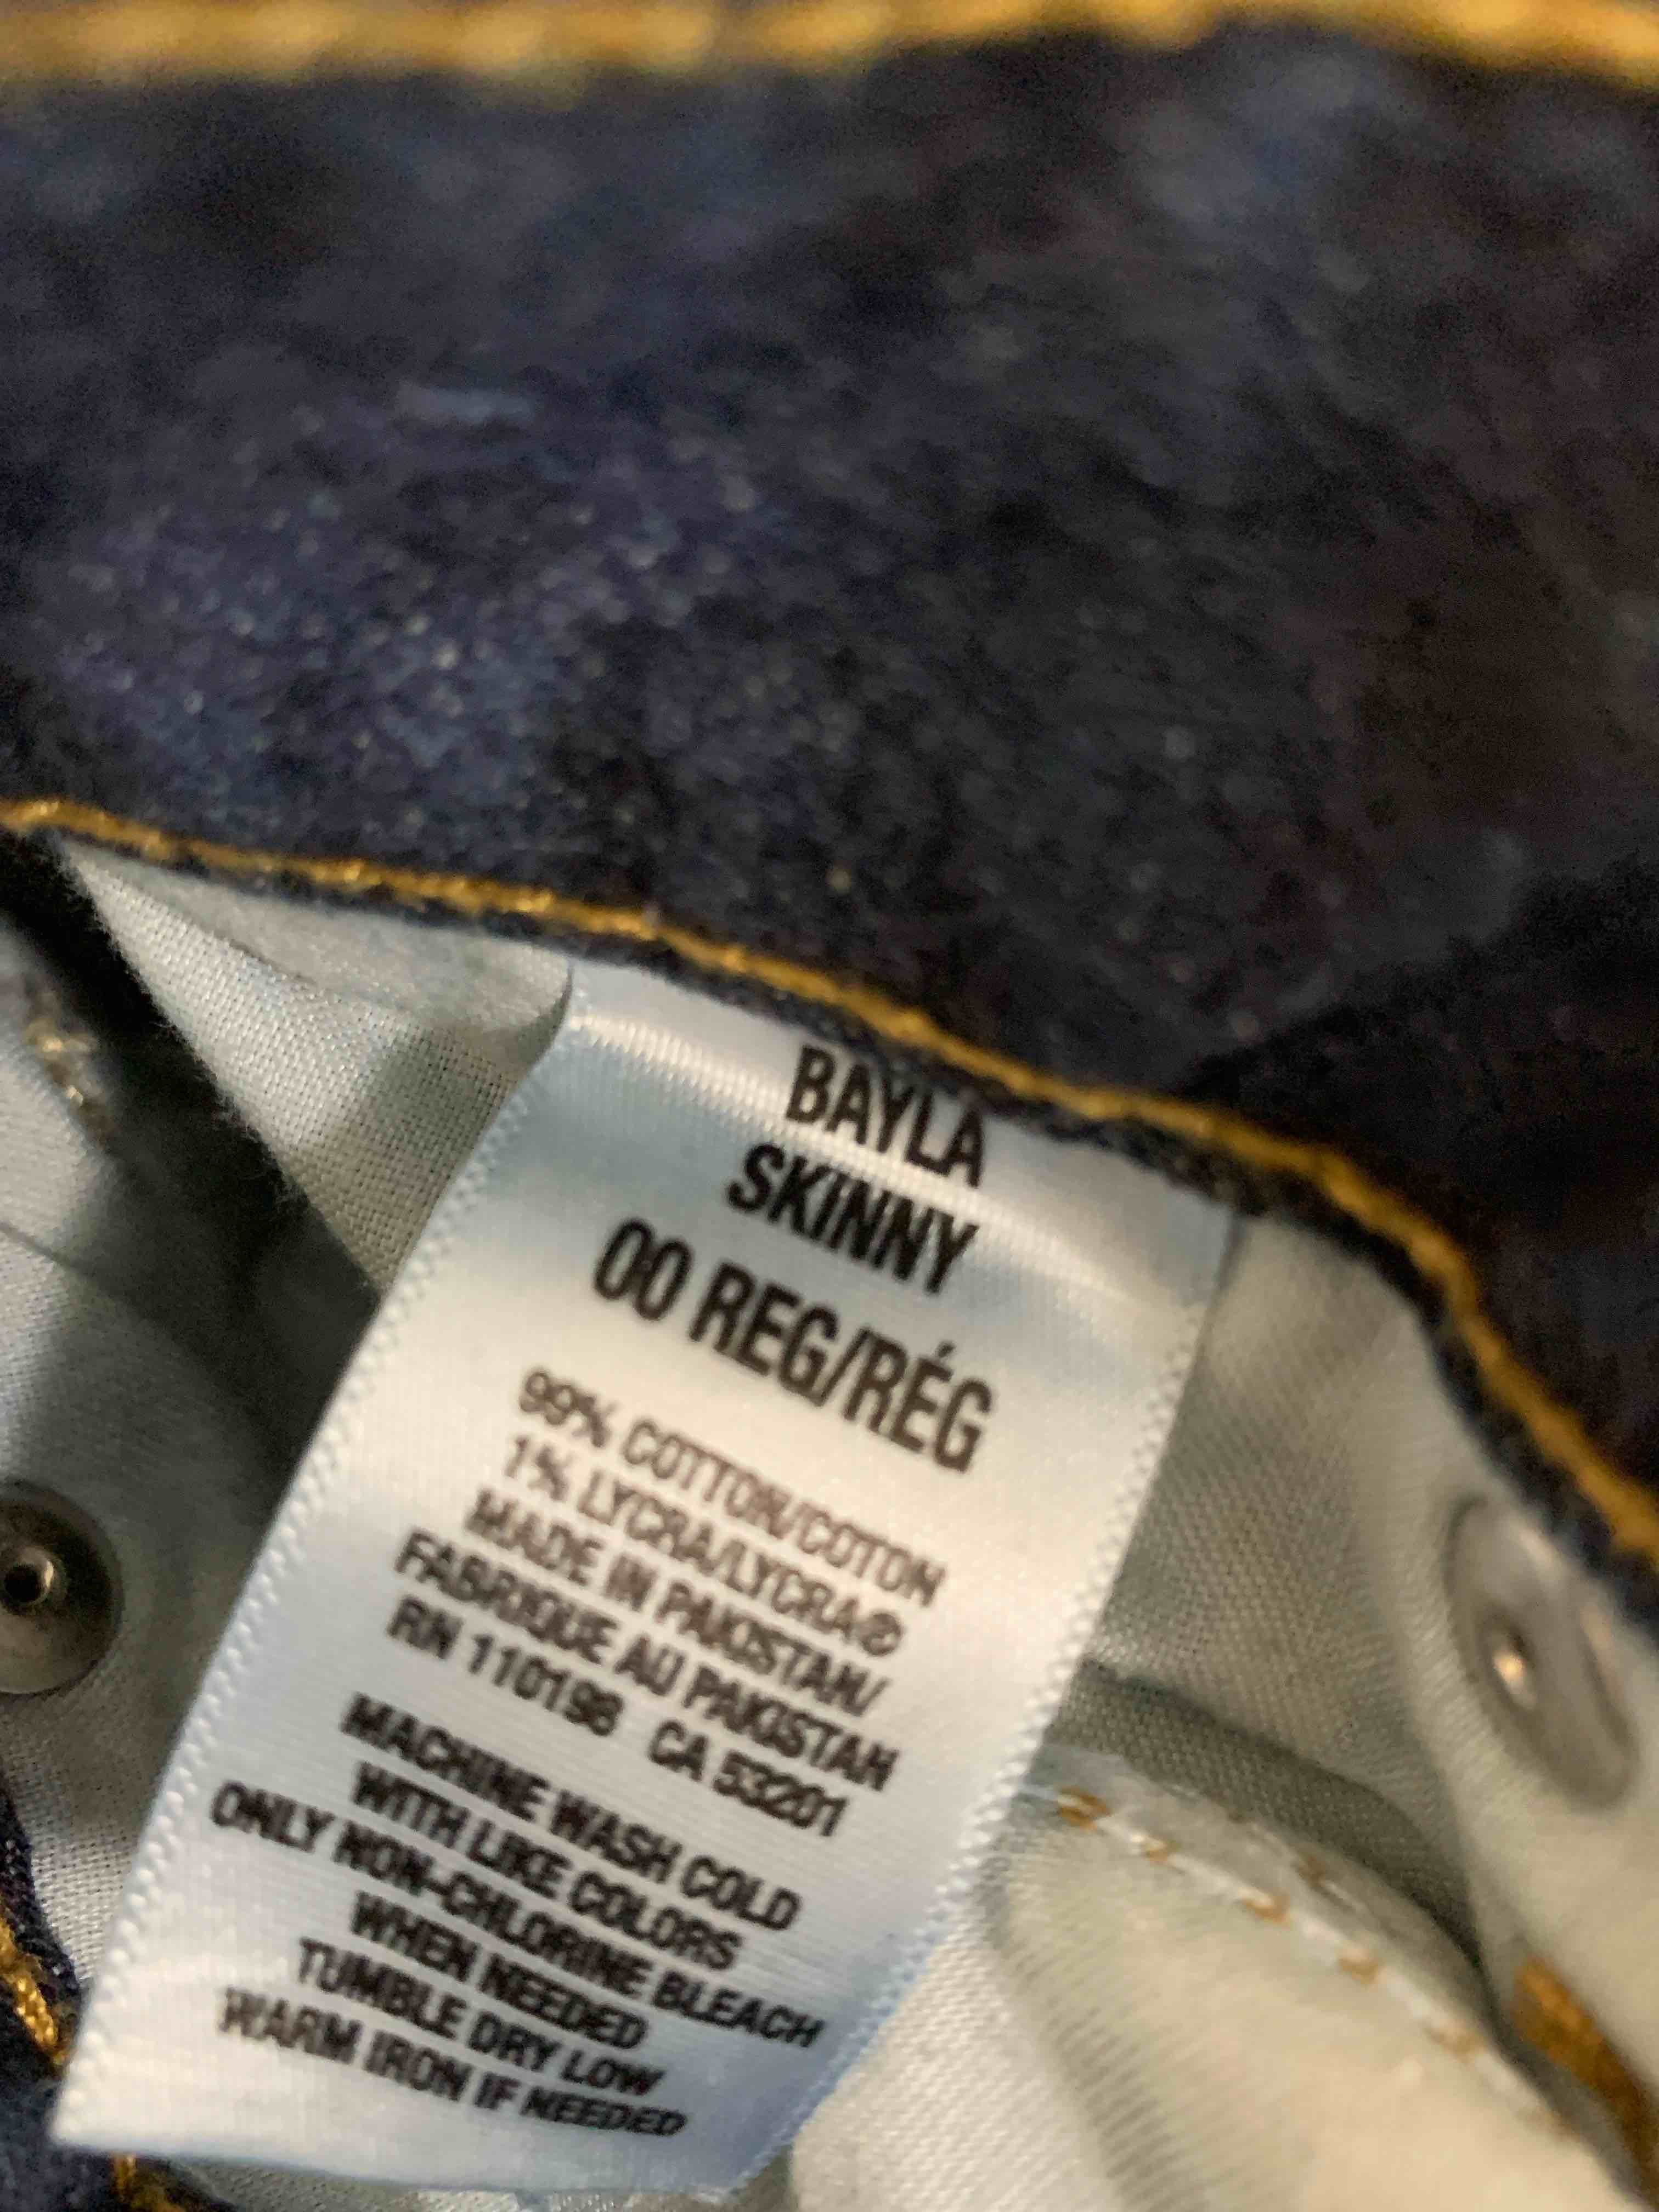 BAYLA
SKINNY
00 REG/RÉG
99% COTTON/COTON
1% LYCRA/LYCRA®
MADE IN PAKISTAN/
FABRIQUE AU PAKISTAN
RN 110198 CA 53201
MACHINE WASH COLD
WITH LIKE COLORS
ONLY NON-CHLORINE BLEACH
WHEN NEEDED
TUMBLE DRY LOW
WARM IRON IF NEEDED